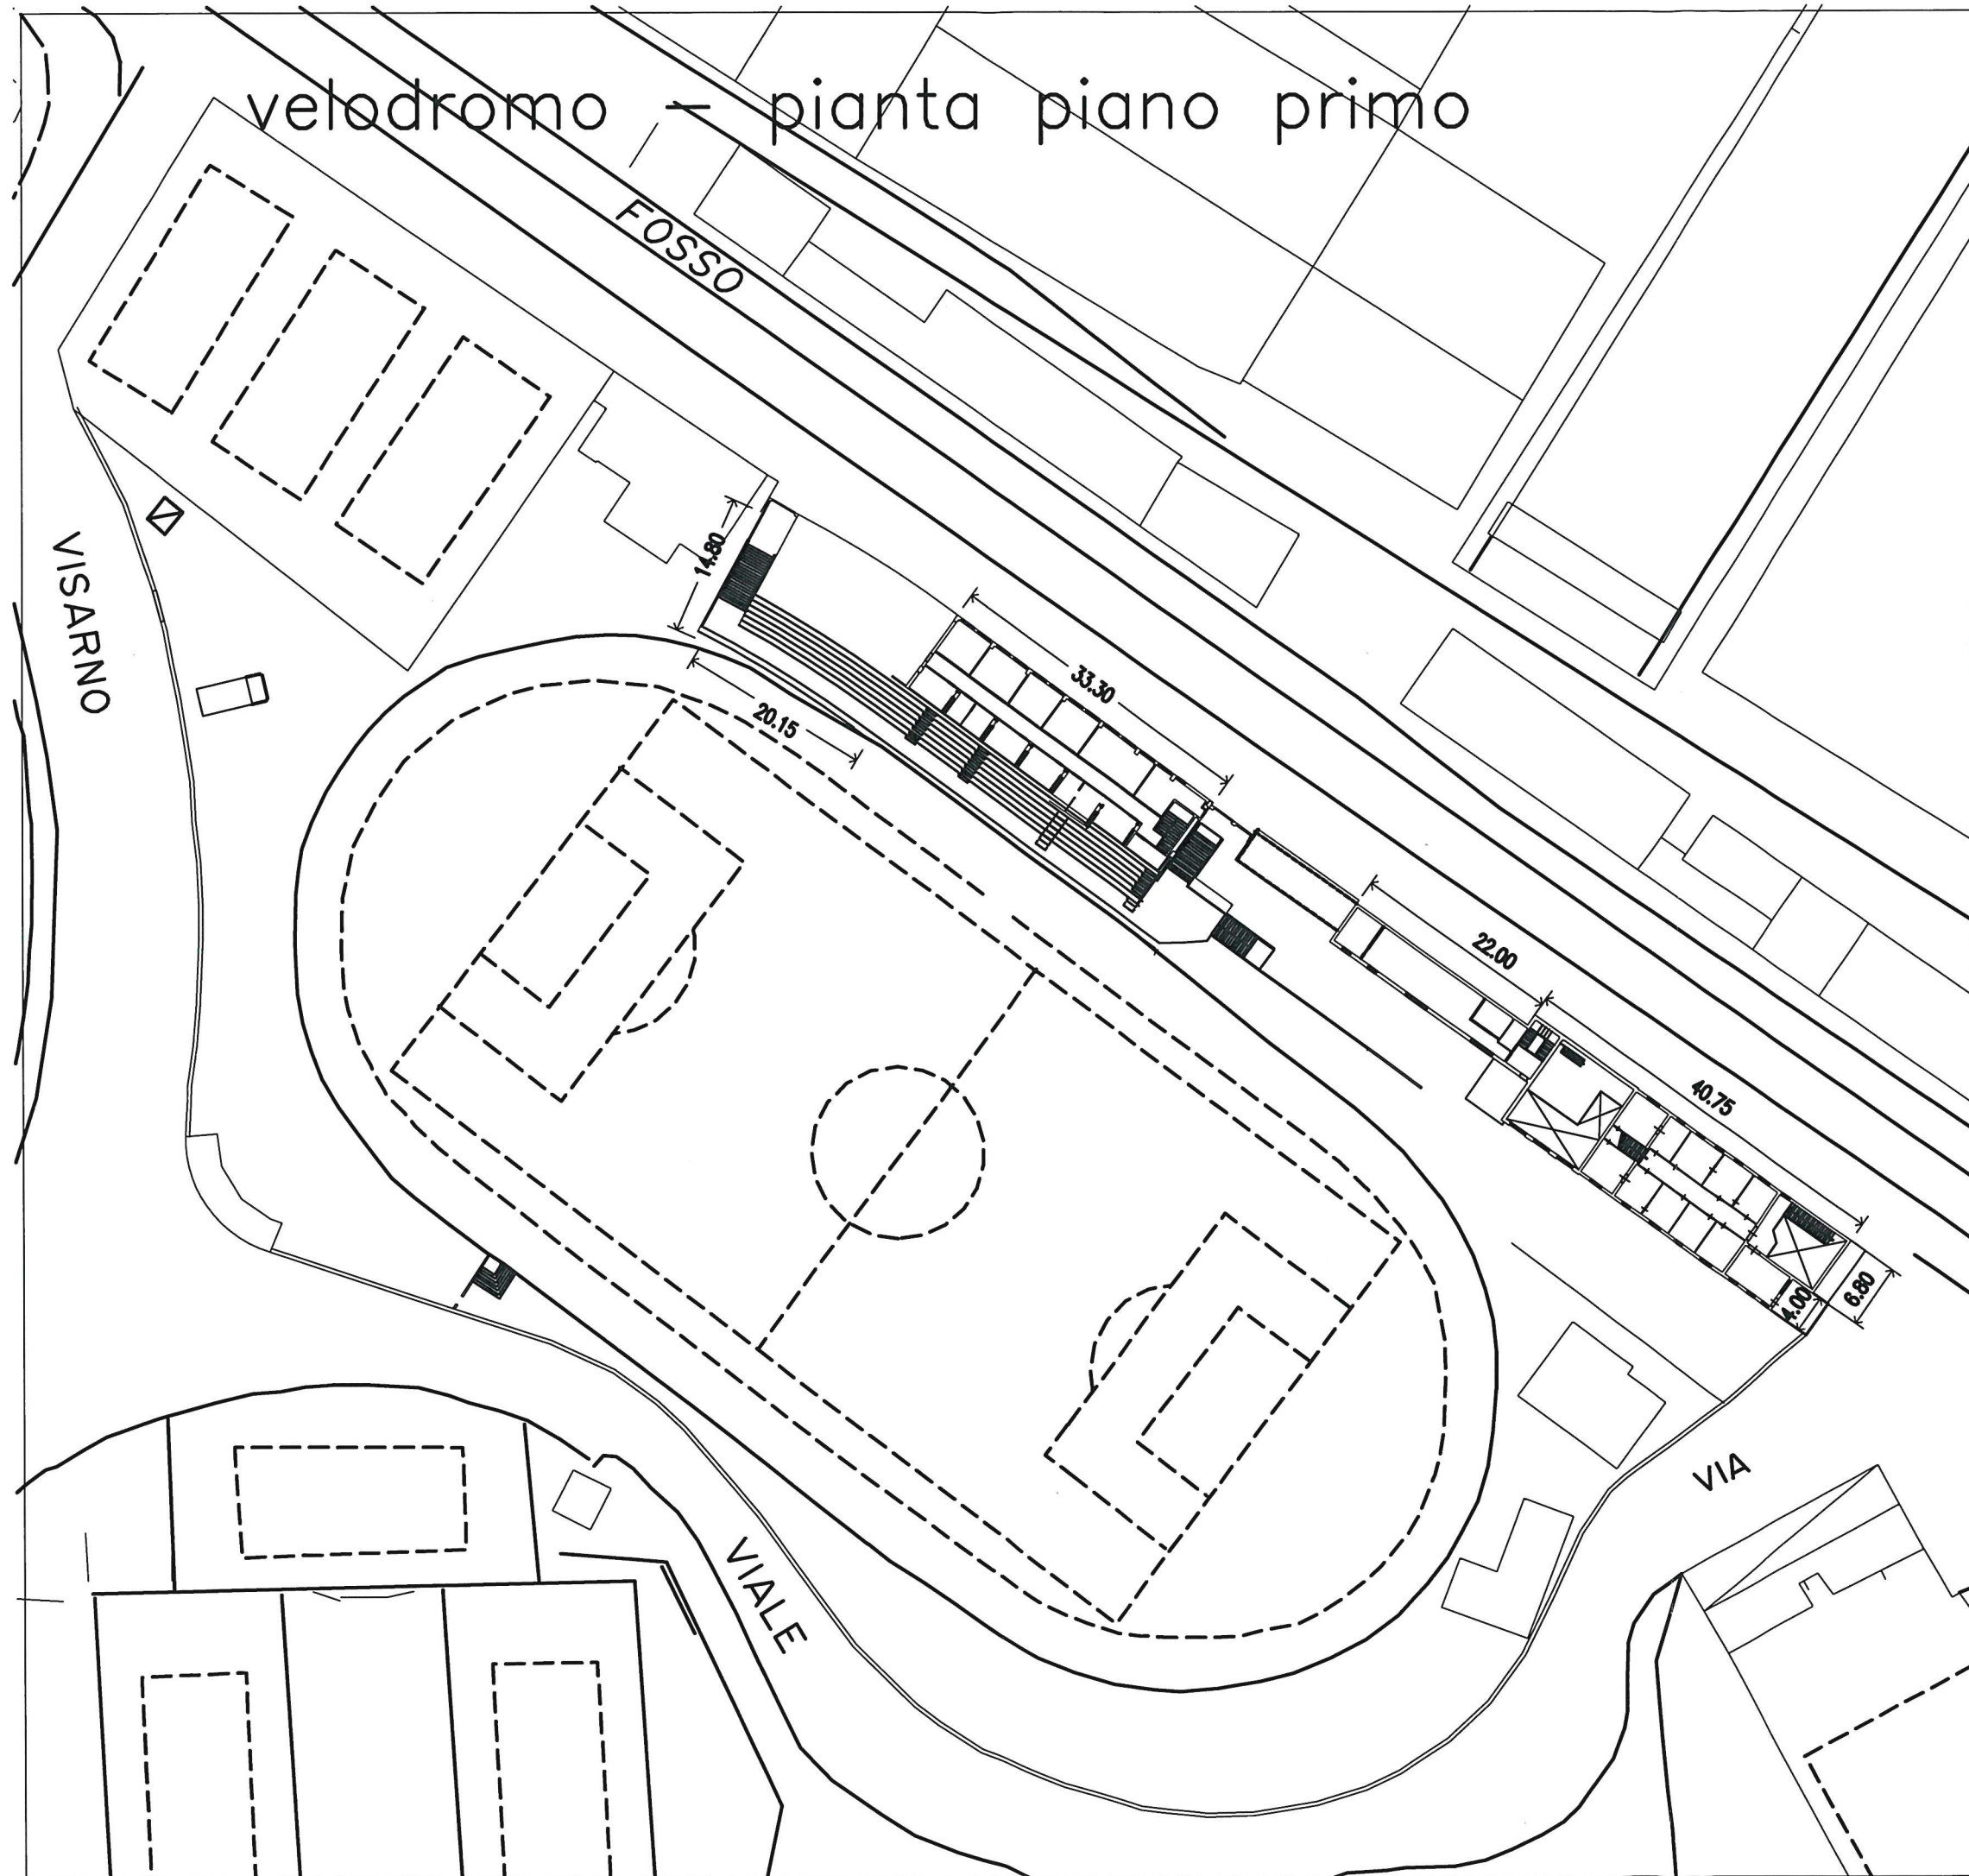 velodromo – pianta piano primo
FOSSO
VISARNO
14.80
33.30
20.15
22.00
40.75
6.80
4.00
VIA
VIALE